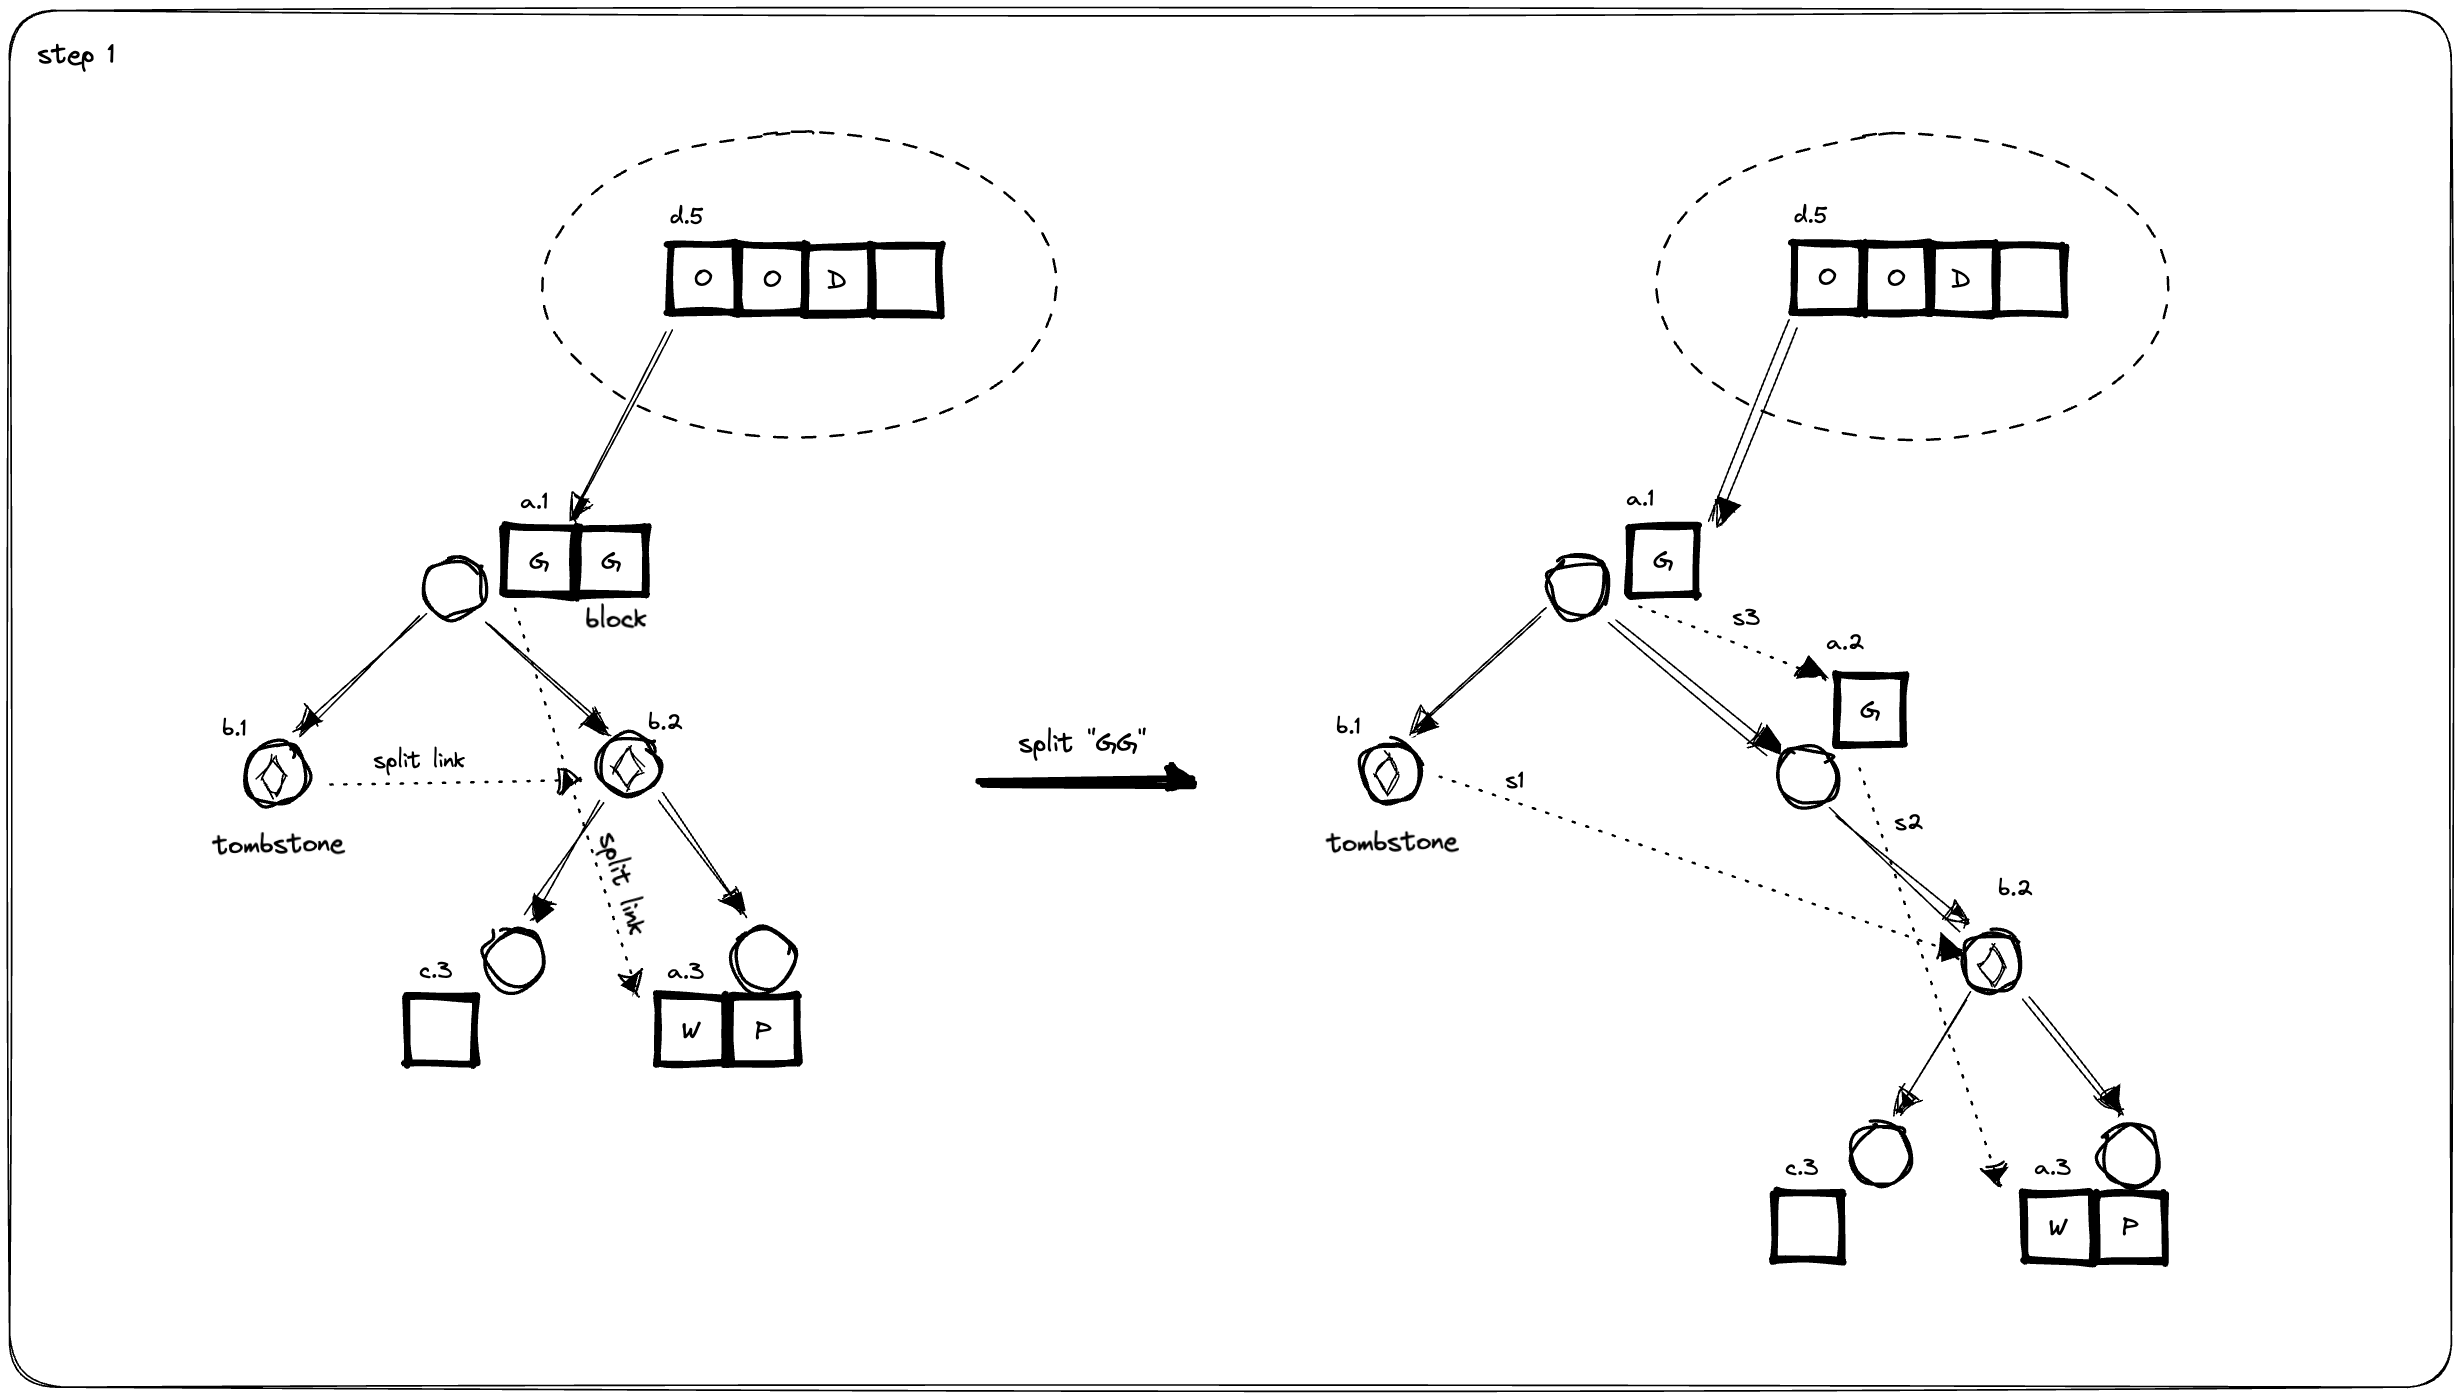 step 1
d.5
O O D
a.1
G G
block
b.1
b.2
split link
tombstone
split link
c.3
a.3
W P
split "GG"
d.5
O O D
a.1
G
s3
a.2
G
b.1
s1
s2
tombstone
b.2
c.3
a.3
W P